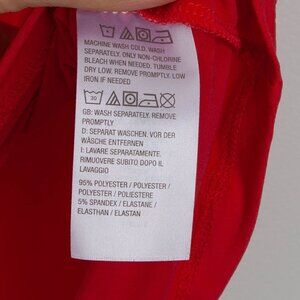 MACHINE WASH COLD, WASH
SEPARATELY, ONLY NON-CHLORINE
BLEACH WHEN NEEDED, TUMBLE
DRY LOW, REMOVE PROMPTLY, LOW
IRON IF NEEDED
30
GB: WASH SEPARATELY, REMOVE
PROMPTLY
D: SEPARAT WASCHEN, VOR DER
WÄSCHE ENTFERNEN
I: LAVARE SEPARATAMENTE,
RIMUOVERE SUBITO DOPO IL
LAVAGGIO
95% POLYESTER / POLYESTER /
POLYESTER / POLIESTERE
5% SPANDEX / ELASTANE /
ELASTHAN / ELASTAN